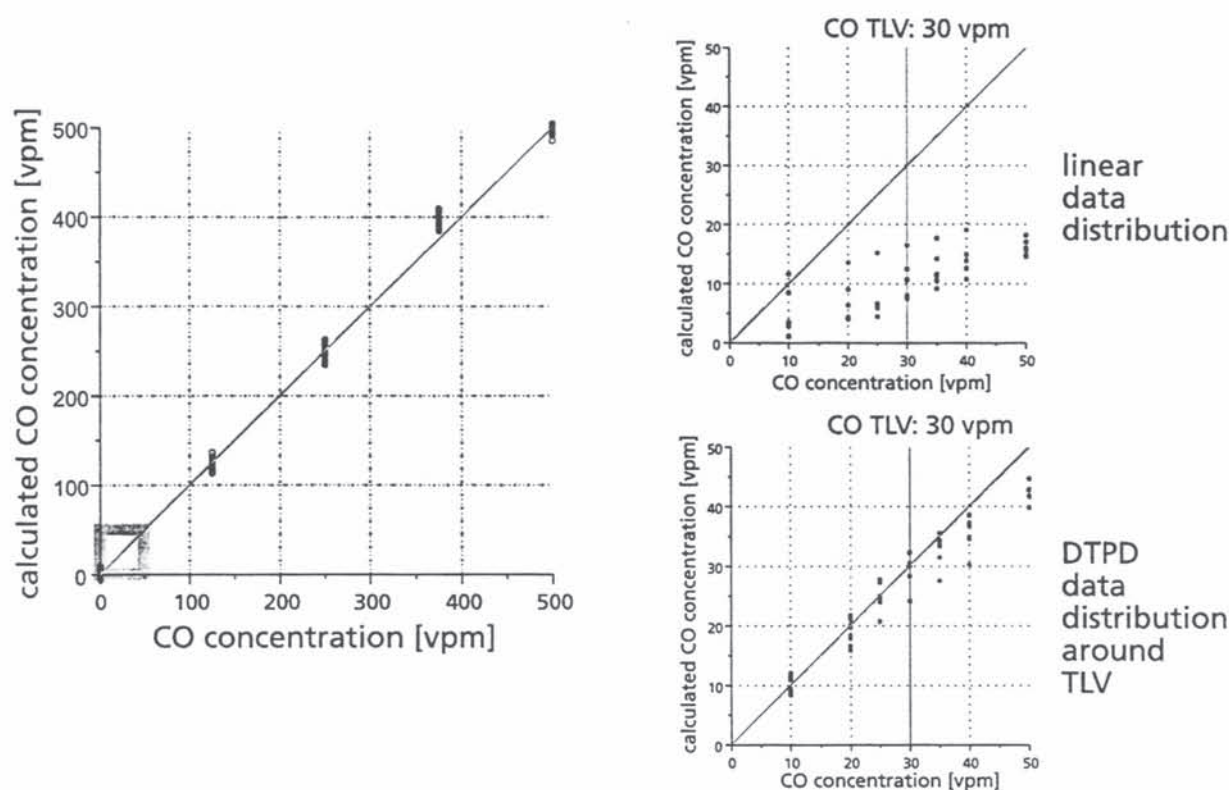 calculated CO concentration [vpm]
500
400
300
200
100
0
0 100 200 300 400 500
CO concentration [vpm]
CO TLV: 30 vpm
calculated CO concentration [vpm]
50
40
30
20
10
0
0 10 20 30 40 50
CO concentration [vpm]
linear
data
distribution
CO TLV: 30 vpm
calculated CO concentration [vpm]
50
40
30
20
10
0
0 10 20 30 40 50
CO concentration [vpm]
DTPD
data
distribution
around
TLV